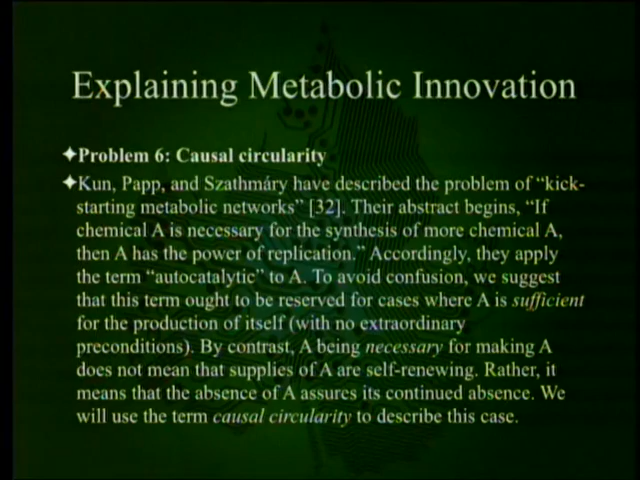 Explaining Metabolic Innovation
✦Problem 6: Causal circularity
✦Kun, Papp, and Szathmáry have described the problem of “kick-
starting metabolic networks” [32]. Their abstract begins, “If
chemical A is necessary for the synthesis of more chemical A,
then A has the power of replication.” Accordingly, they apply
the term “autocatalytic” to A. To avoid confusion, we suggest
that this term ought to be reserved for cases where A is sufficient
for the production of itself (with no extraordinary
preconditions). By contrast, A being necessary for making A
does not mean that supplies of A are self-renewing. Rather, it
means that the absence of A assures its continued absence. We
will use the term causal circularity to describe this case.